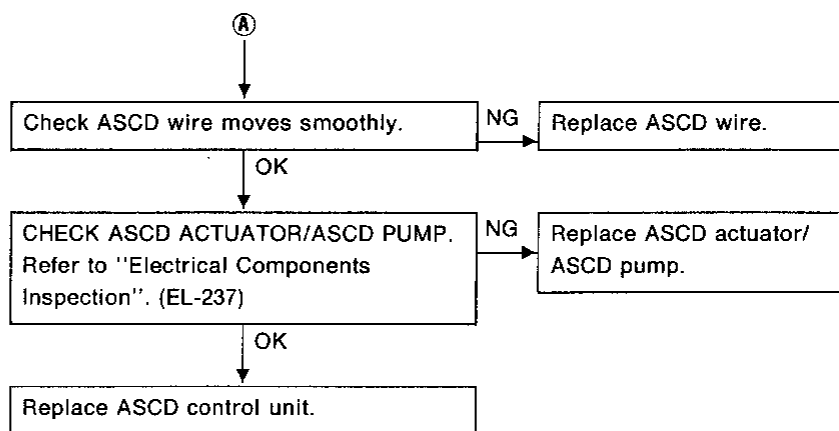 Ⓐ
Check ASCD wire moves smoothly.
NG
Replace ASCD wire.
OK
CHECK ASCD ACTUATOR/ASCD PUMP.
Refer to "Electrical Components
Inspection". (EL-237)
NG
Replace ASCD actuator/
ASCD pump.
OK
Replace ASCD control unit.